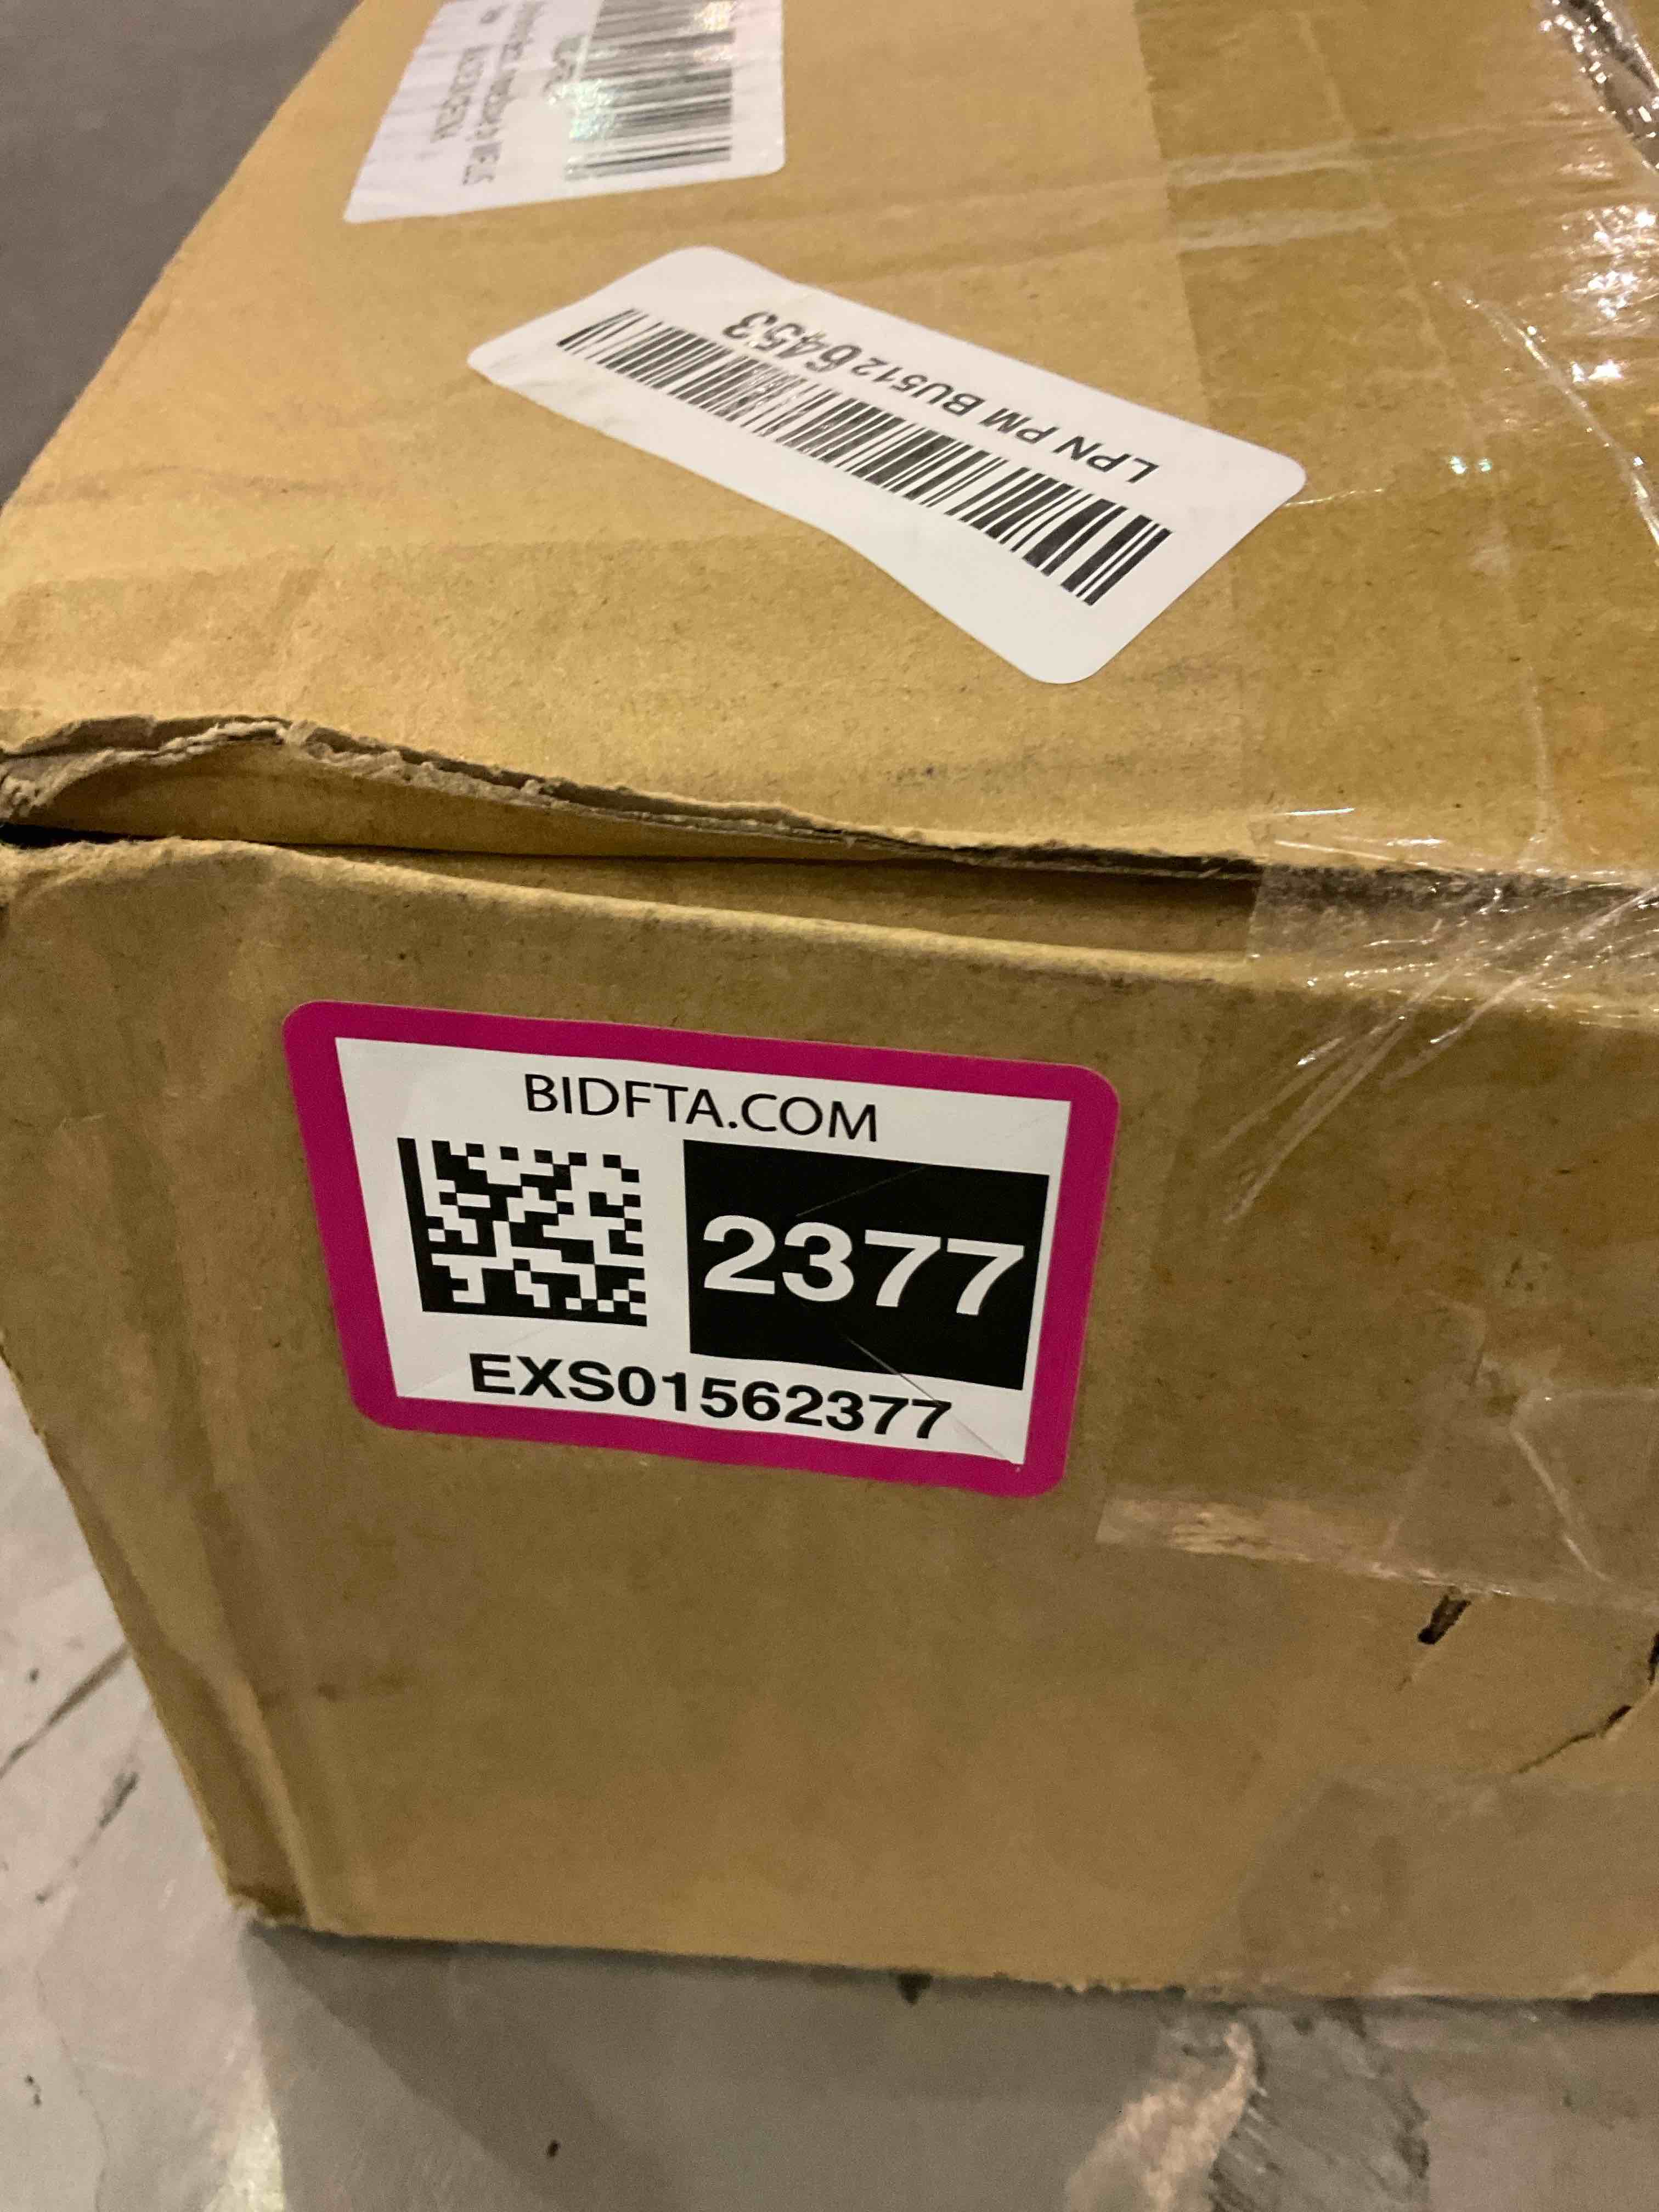 LPN PM BU5126453
BIDFTA.COM
2377
EXS01562377